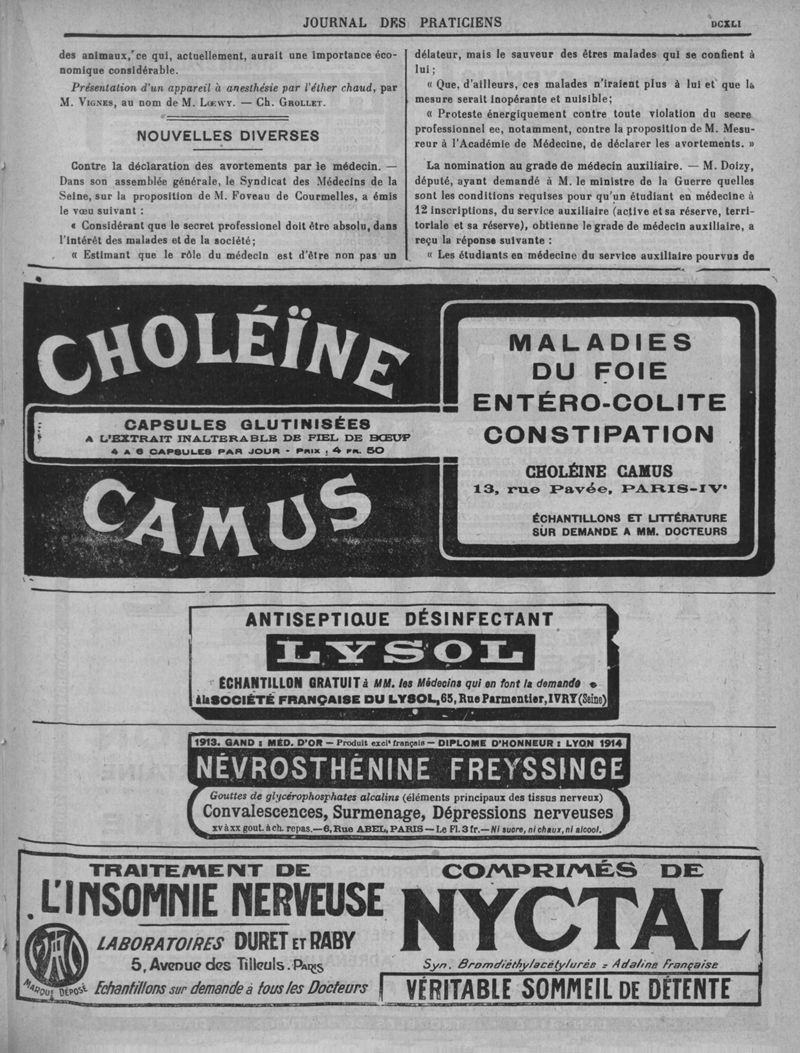 JOURNAL DES PRATICIENS
DCXLI
des animaux, ce qui, actuellement, aurait une importance éco-
nomique considérable.
Présentation d'un appareil à anesthésie par l'éther chaud, par
M. VIGNES, au nom de M. LŒWY. — CH. GROLLET.
NOUVELLES DIVERSES
Contre la déclaration des avortements par le médecin. —
Dans son assemblée générale, le Syndicat des Médecins de la
Seine, sur la proposition de M. Foveau de Courmelles, a émis
le vœu suivant :
« Considérant que le secret professionel doit être absolu, dans
l'intérêt des malades et de la société;
« Estimant que le rôle du médecin est d'être non pas un
délateur, mais le sauveur des êtres malades qui se confient à
lui;
« Que, d'ailleurs, ces malades n'iraient plus à lui et que la
mesure serait inopérante et nuisible;
« Proteste énergiquement contre toute violation du secre
professionnel ee, notamment, contre la proposition de M. Mesu-
reur à l'Académie de Médecine, de déclarer les avortements. »
La nomination au grade de médecin auxiliaire. — M. Doizy,
député, ayant demandé à M. le ministre de la Guerre quelles
sont les conditions requises pour qu'un étudiant en médecine à
12 inscriptions, du service auxiliaire (active et sa réserve, terri-
toriale et sa réserve), obtienne le grade de médecin auxiliaire, a
reçu la réponse suivante :
« Les étudiants en médecine du service auxiliaire pourvus de
CHOLÉÏNE
CAPSULES GLUTINISÉES
A L'EXTRAIT INALTERABLE DE FIEL DE BŒUF
4 A 6 CAPSULES PAR JOUR - PRIX : 4 FR. 50
CAMUS
MALADIES
DU FOIE
ENTÉRO-COLITE
CONSTIPATION
CHOLÉINE CAMUS
13, rue Pavée, PARIS-IVe
ÉCHANTILLONS ET LITTÉRATURE
SUR DEMANDE A MM. DOCTEURS
ANTISEPTIQUE DÉSINFECTANT
LYSOL
ÉCHANTILLON GRATUIT à MM. les Médecins qui en font la demande
à la SOCIÉTÉ FRANÇAISE DU LYSOL, 65, Rue Parmentier, IVRY (Seine)
1913. GAND : MÉD. D'OR — Produit exclt français — DIPLOME D'HONNEUR : LYON 1914
NÉVROSTHÉNINE FREYSSINGE
Gouttes de glycérophosphates alcalins (éléments principaux des tissus nerveux)
Convalescences, Surmenage, Dépressions nerveuses
XV à XX gout. à ch. repas. — 6, Rue ABEL, PARIS — Le Fl. 3 fr. — Ni sucre, ni chaux, ni alcool.
TRAITEMENT DE
L'INSOMNIE NERVEUSE
LABORATOIRES DURET ET RABY
5, Avenue des Tilleuls. PARIS
MARQUE DÉPOSÉE
Echantillons sur demande à tous les Docteurs
COMPRIMÉS DE
NYCTAL
Syn. Bromdiéthylacétylurée : Adaline Française
VÉRITABLE SOMMEIL DE DÉTENTE